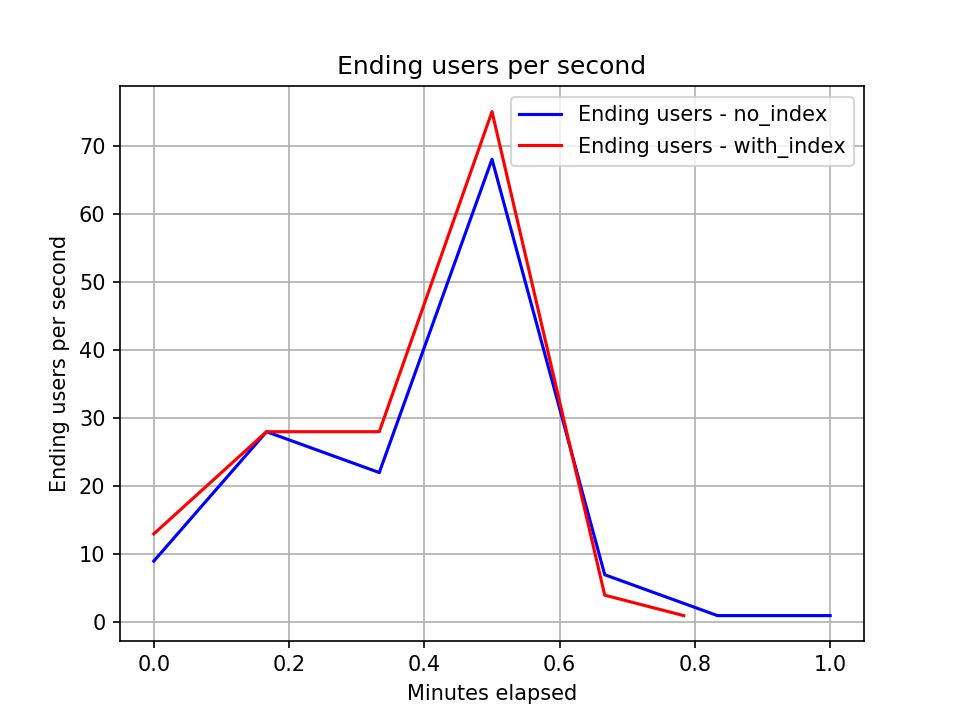 Ending users per second
Ending users - no_index
Ending users - with_index
Ending users per second
70
60
50
40
30
20
10
0
0.0 0.2 0.4 0.6 0.8 1.0
Minutes elapsed